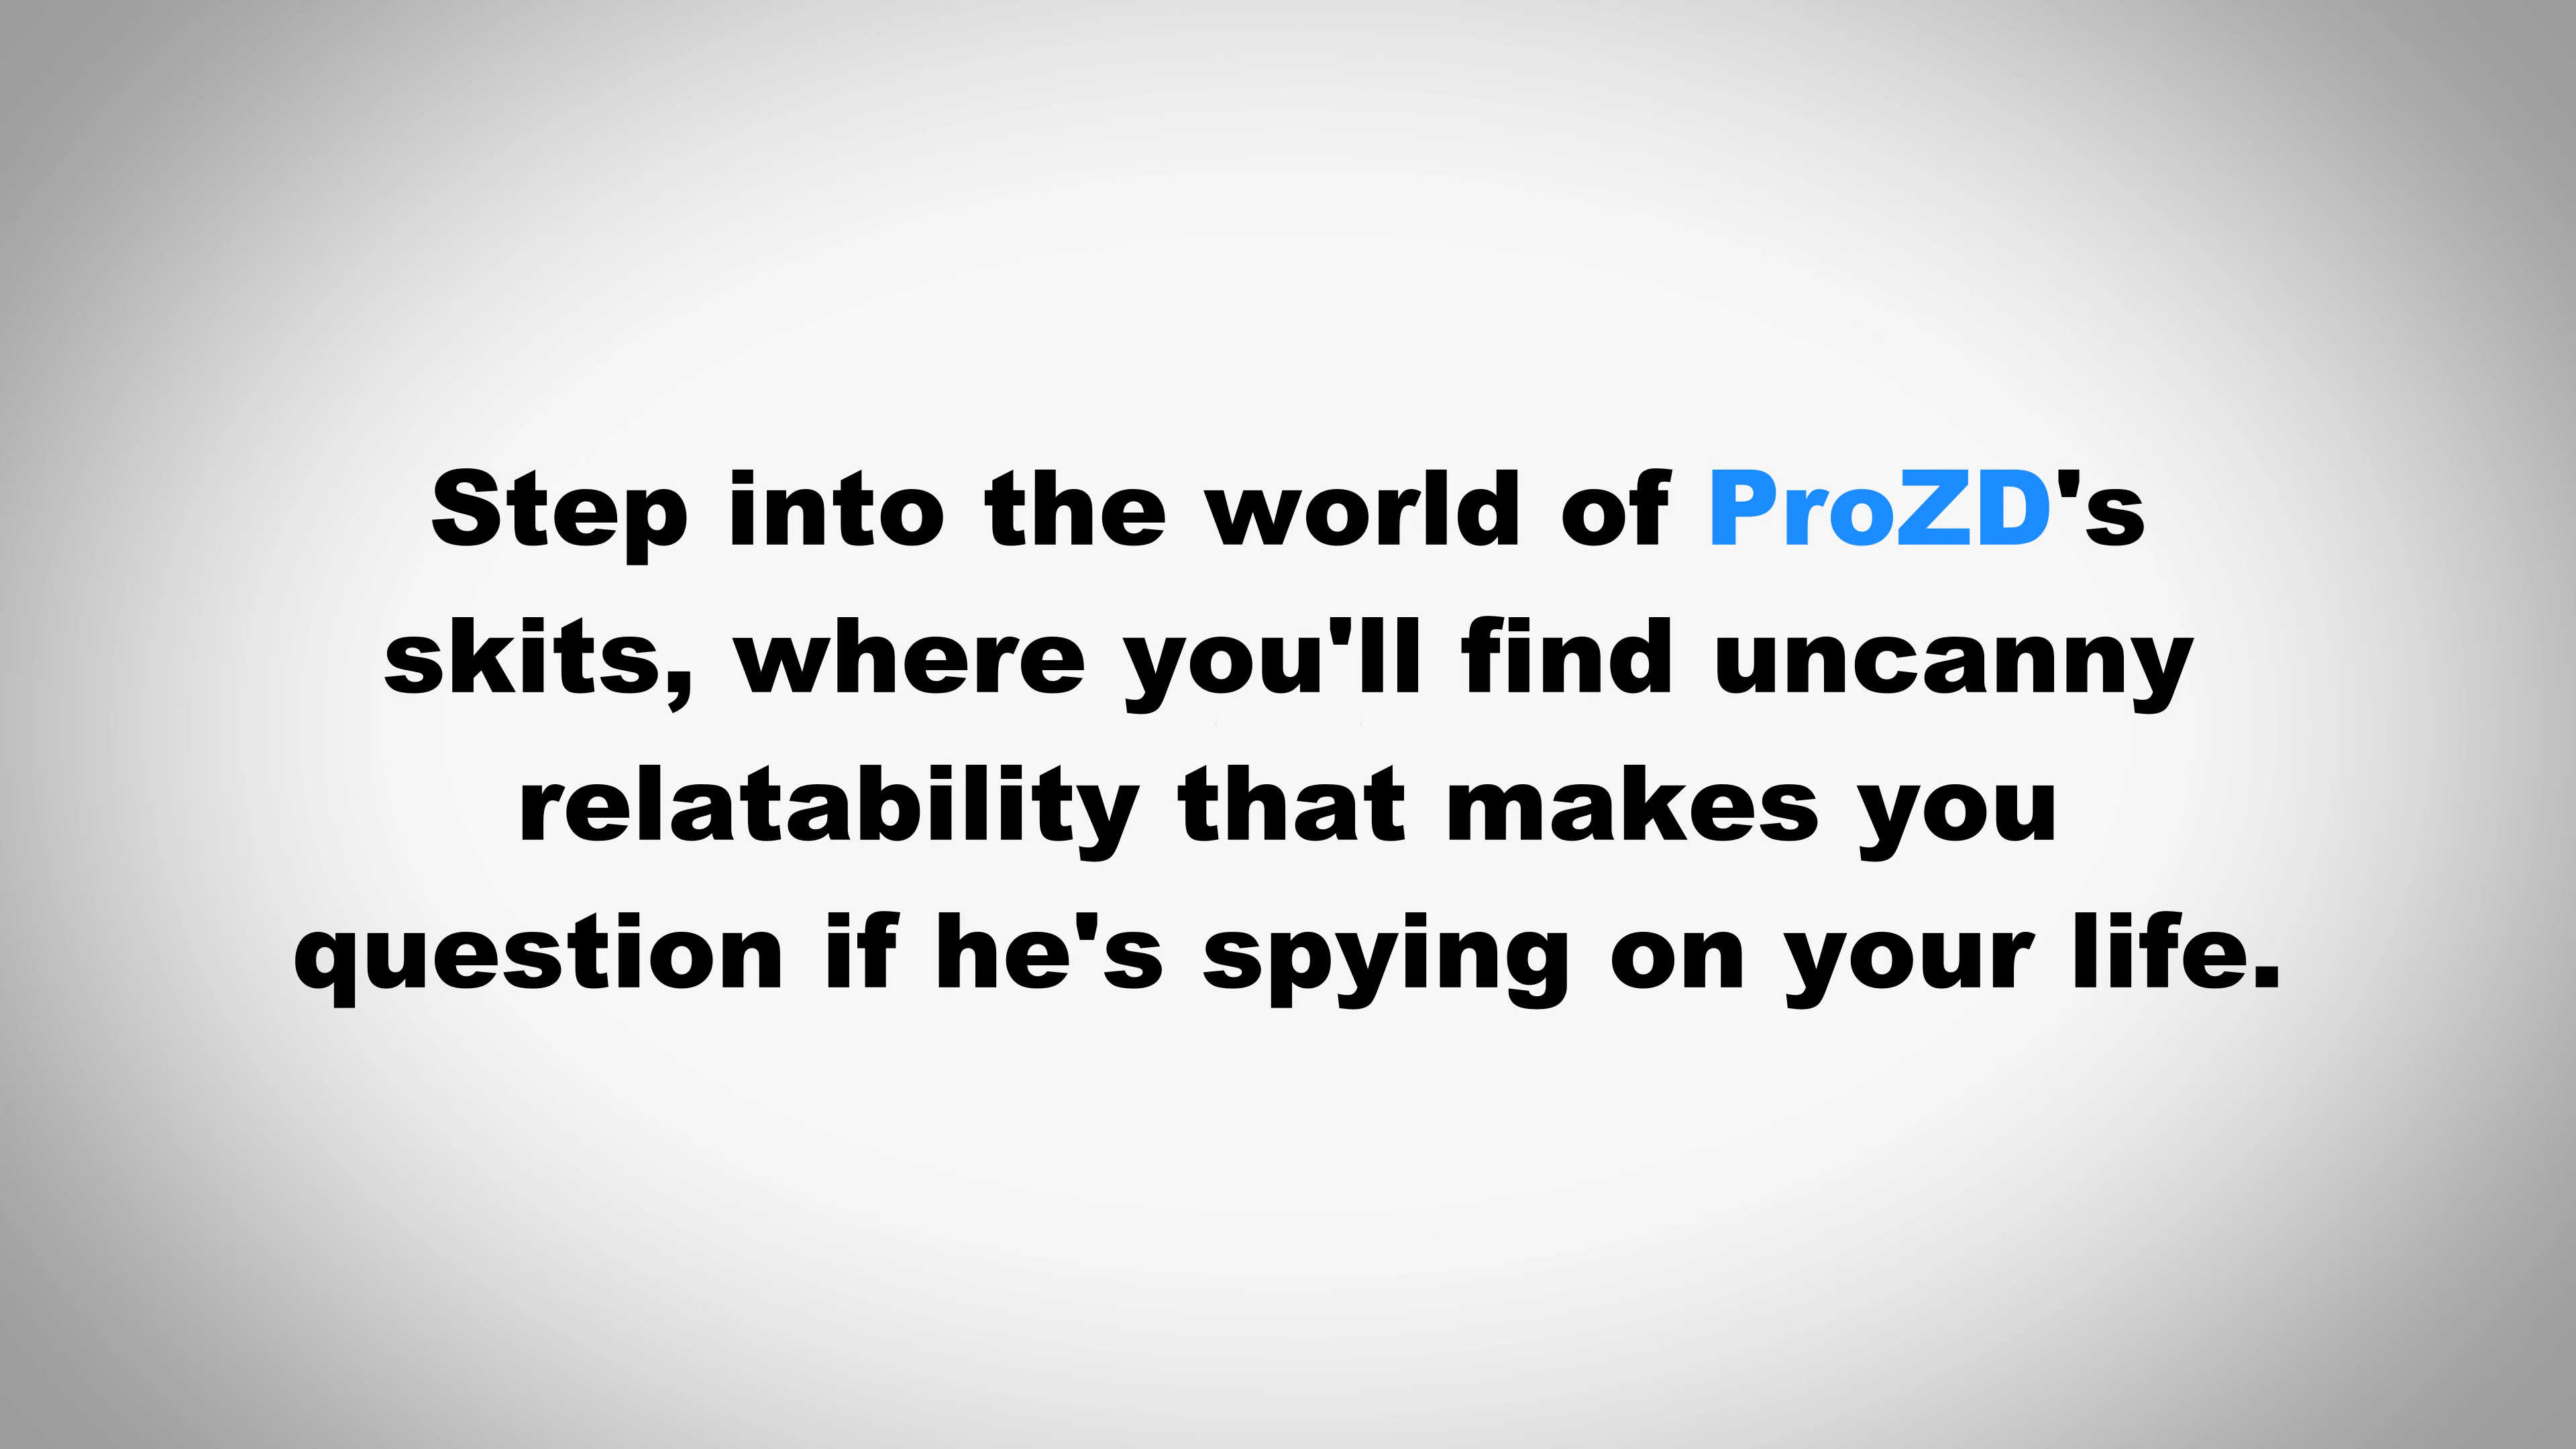 Step into the world of ProZD's
skits, where you'll find uncanny
relatability that makes you
question if he's spying on your life.